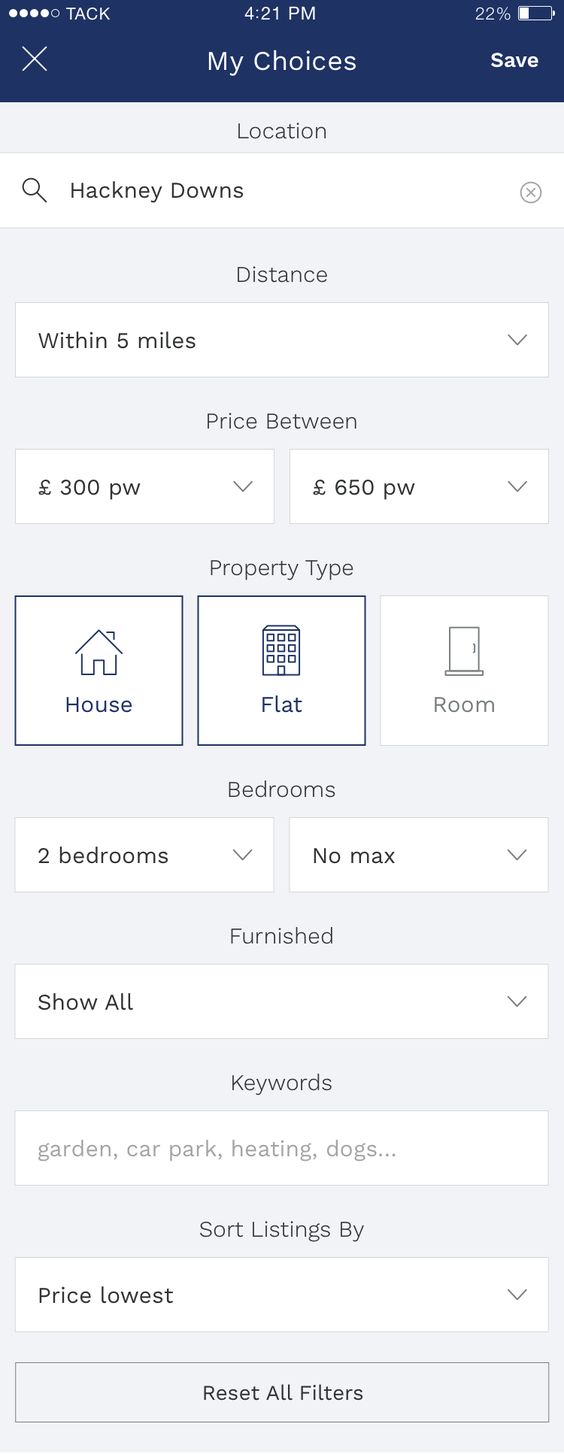 TACK 4:21 PM 22%
My Choices Save
Location
Hackney Downs
Distance
Within 5 miles
Price Between
£ 300 pw £ 650 pw
Property Type
House Flat Room
Bedrooms
2 bedrooms No max
Furnished
Show All
Keywords
garden, car park, heating, dogs...
Sort Listings By
Price lowest
Reset All Filters